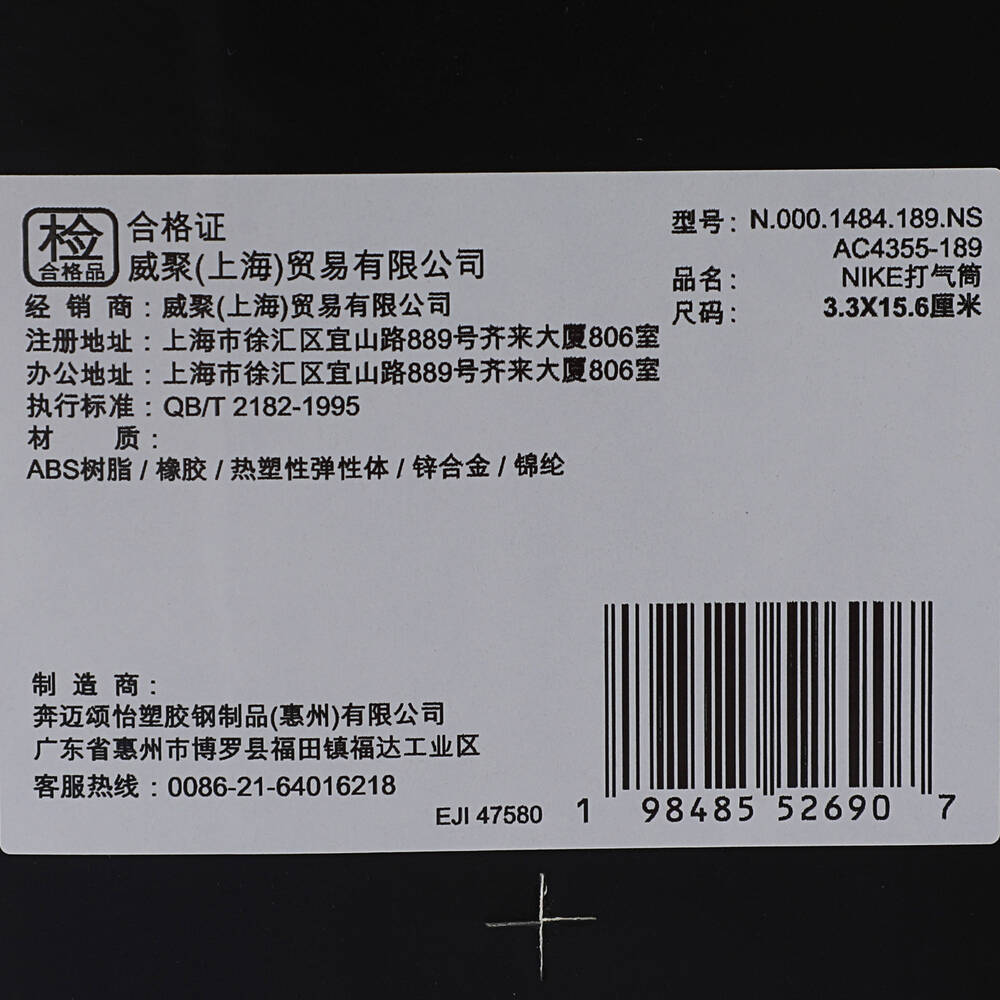 检
合格品
合格证
威聚(上海)贸易有限公司
经 销 商：威聚(上海)贸易有限公司
注册地址：上海市徐汇区宜山路889号齐来大厦806室
办公地址：上海市徐汇区宜山路889号齐来大厦806室
执行标准：QB/T 2182-1995
材 质：
ABS树脂 / 橡胶 / 热塑性弹性体 / 锌合金 / 锦纶
型号：N.000.1484.189.NS
AC4355-189
品名：NIKE打气筒
尺码：3.3X15.6厘米
制 造 商：
奔迈颂怡塑胶钢制品(惠州)有限公司
广东省惠州市博罗县福田镇福达工业区
客服热线：0086-21-64016218
EJI 47580
1 98485 52690 7